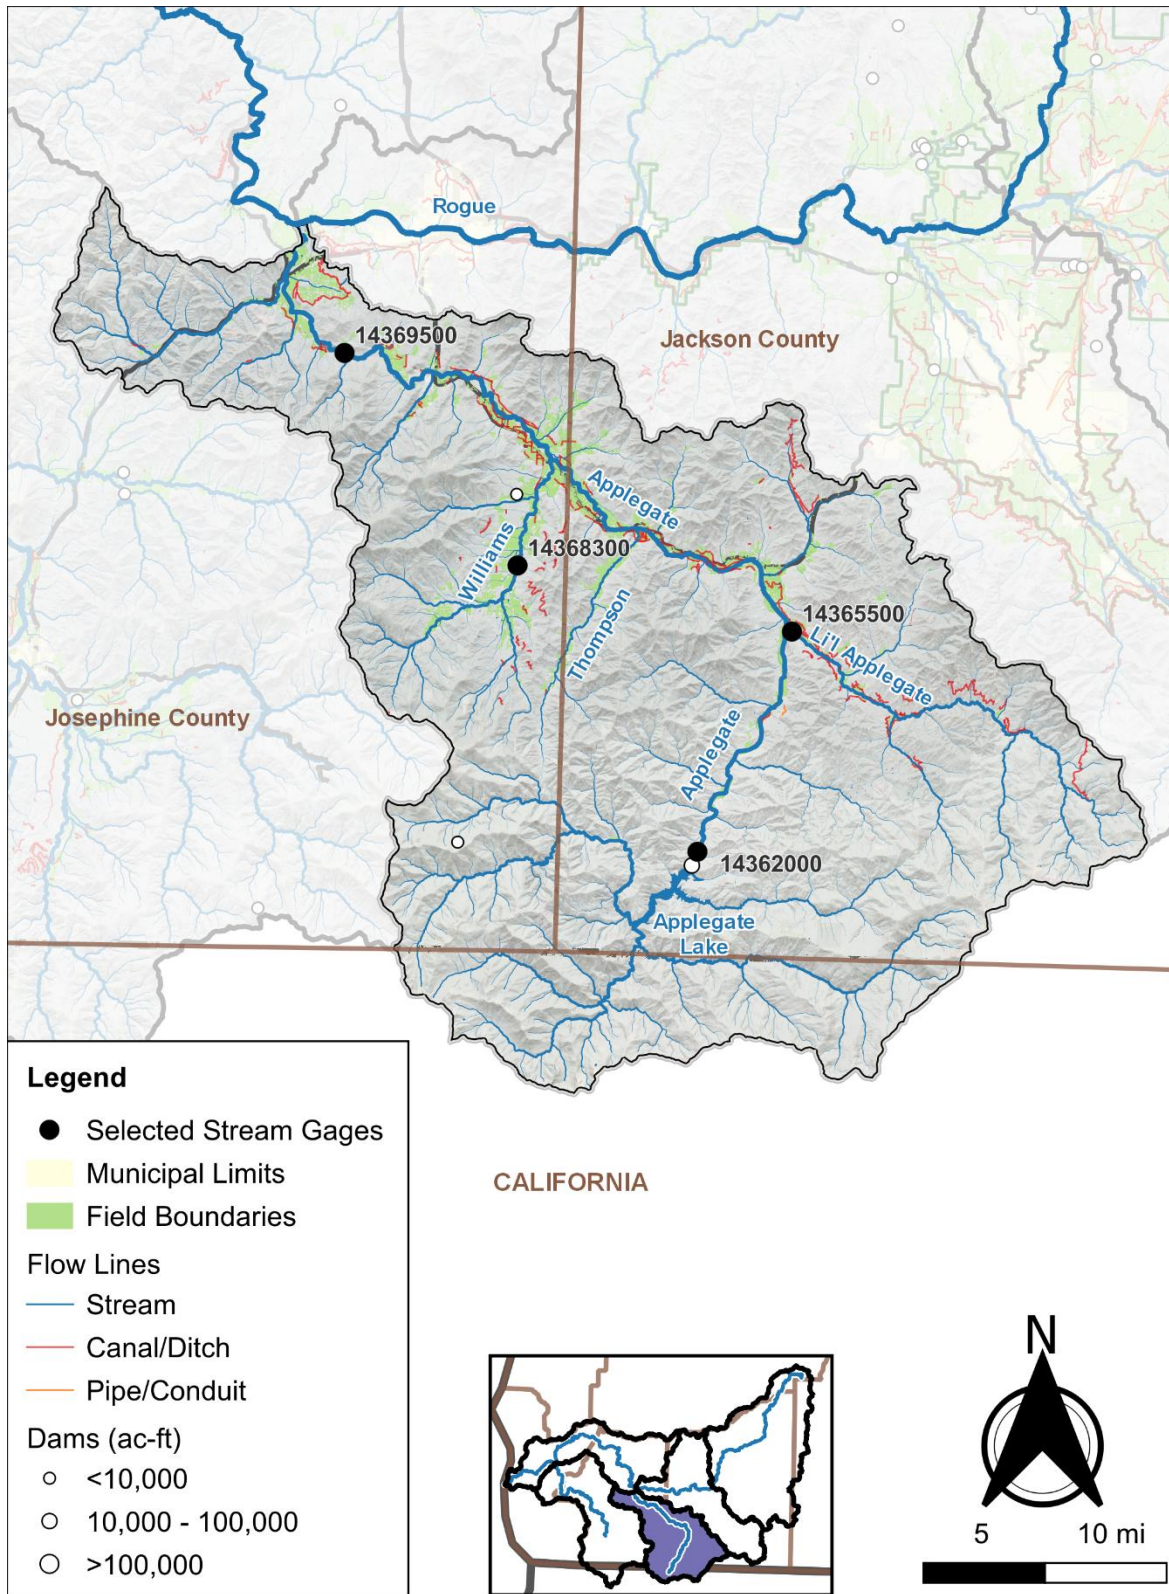 Rogue
14369500
Jackson County
Applegate
Williams
14368300
Thompson
14365500
Li'l Applegate
Josephine County
Applegate
14362000
Applegate
Lake
Legend
Selected Stream Gages
Municipal Limits
Field Boundaries
Flow Lines
Stream
Canal/Ditch
Pipe/Conduit
Dams (ac-ft)
<10,000
10,000 - 100,000
>100,000
CALIFORNIA
N
5 10 mi